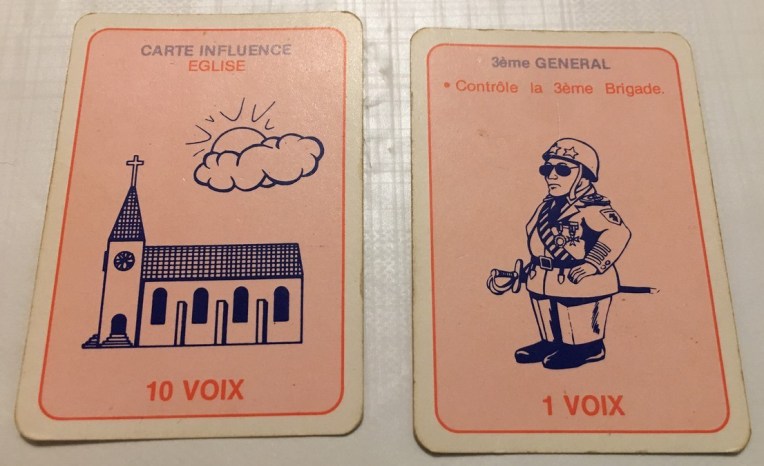 CARTE INFLUENCE
EGLISE
10 VOIX
3ème GENERAL
• Contrôle la 3ème Brigade.
1 VOIX